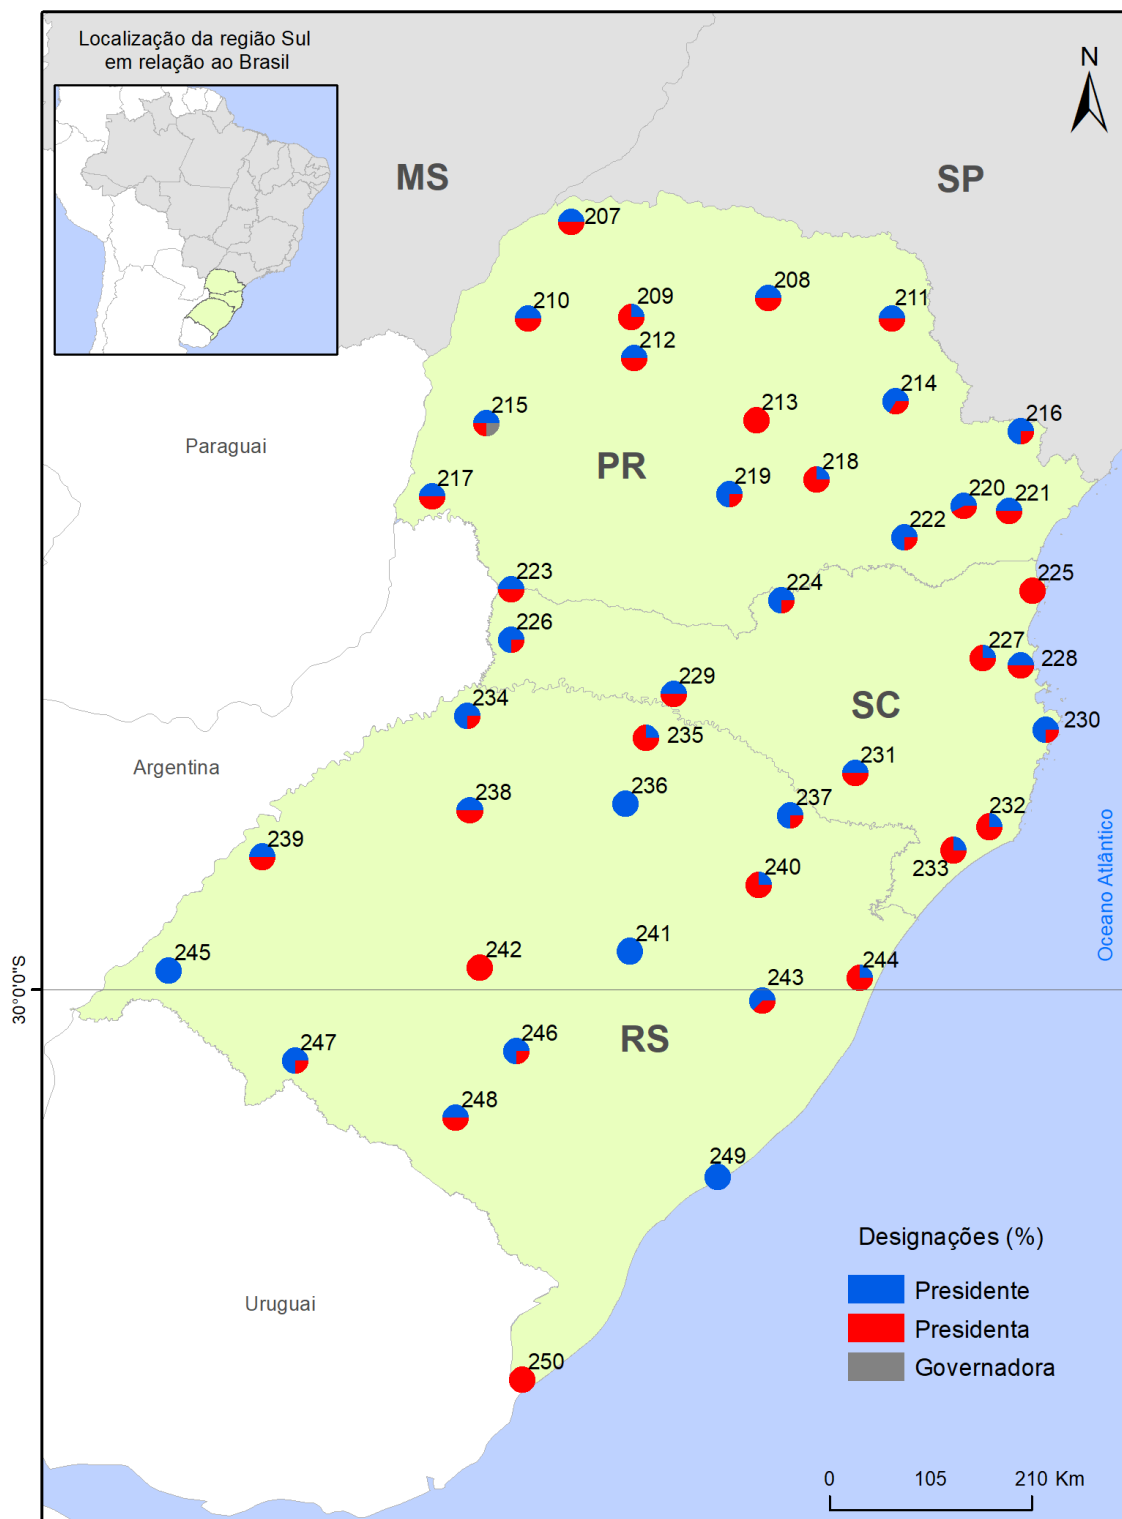 Localização da região Sul
em relação ao Brasil
N
MS
SP
207
208
209
210
211
212
213
214
215
216
Paraguai
PR
217
218
219
220
221
222
223
224
225
226
227
228
229
SC
230
234
235
231
Argentina
236
237
238
232
239
233
240
Oceano Atlântico
241
242
244
245
243
30°0'0"S
RS
246
247
248
249
Designações (%)
Presidente
Uruguai
Presidenta
Governadora
250
0 105 210 Km